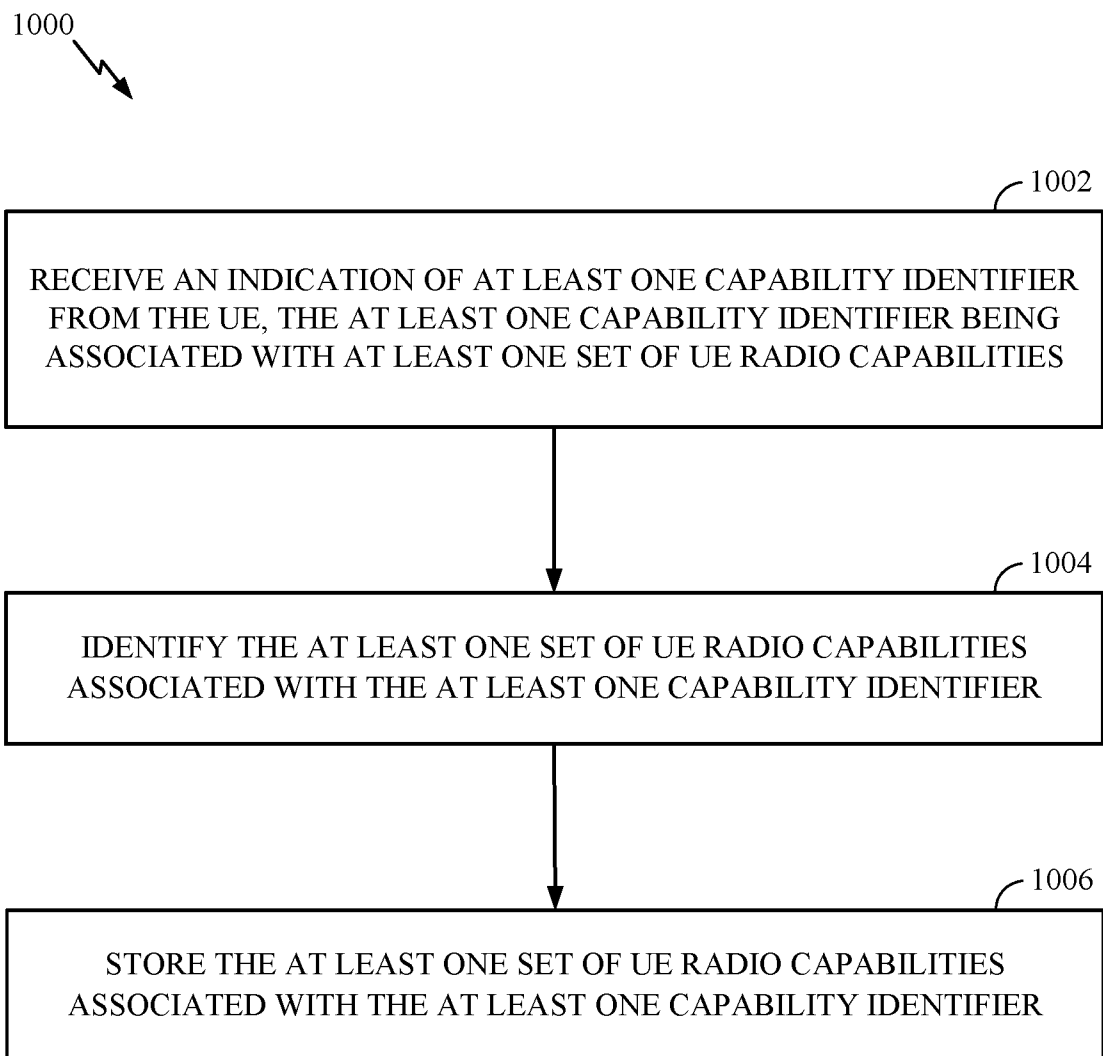 1000
1002
RECEIVE AN INDICATION OF AT LEAST ONE CAPABILITY IDENTIFIER
FROM THE UE, THE AT LEAST ONE CAPABILITY IDENTIFIER BEING
ASSOCIATED WITH AT LEAST ONE SET OF UE RADIO CAPABILITIES
1004
IDENTIFY THE AT LEAST ONE SET OF UE RADIO CAPABILITIES
ASSOCIATED WITH THE AT LEAST ONE CAPABILITY IDENTIFIER
1006
STORE THE AT LEAST ONE SET OF UE RADIO CAPABILITIES
ASSOCIATED WITH THE AT LEAST ONE CAPABILITY IDENTIFIER